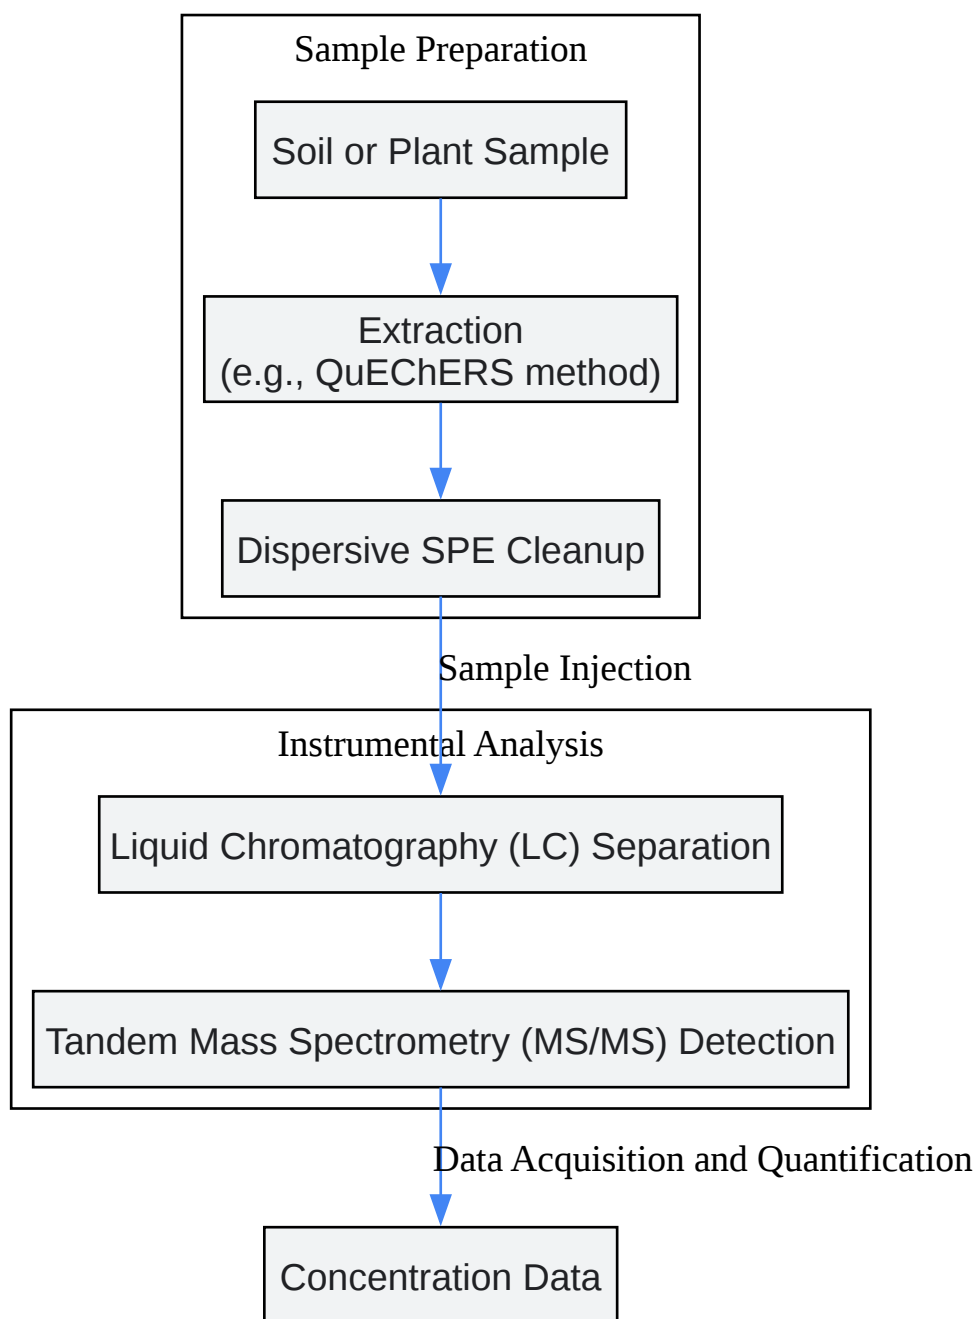 Sample Preparation
Soil or Plant Sample
Extraction
(e.g., QuEChERS method)
Dispersive SPE Cleanup
Sample Injection
Instrumental Analysis
Liquid Chromatography (LC) Separation
Tandem Mass Spectrometry (MS/MS) Detection
Data Acquisition and Quantification
Concentration Data